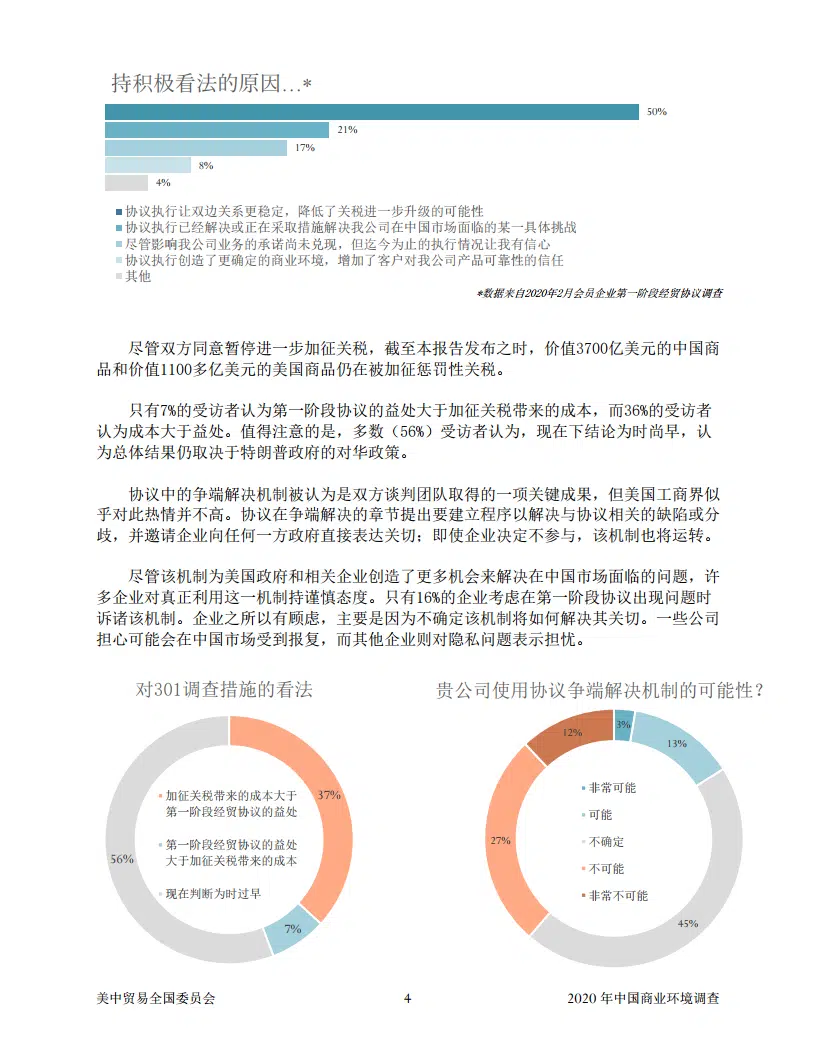 持积极看法的原因...*
50%
21%
17%
8%
4%
协议执行让双边关系更稳定，降低了关税进一步升级的可能性
协议执行已经解决或正在采取措施解决我公司在中国市场面临的某一具体挑战
尽管影响我公司业务的承诺尚未兑现，但迄今为止的执行情况让我有信心
协议执行创造了更确定的商业环境，增加了客户对我公司产品可靠性的信任
其他
*数据来自2020年2月会员企业第一阶段经贸协议调查
尽管双方同意暂停进一步加征关税，截至本报告发布之时，价值3700亿美元的中国商
品和价值1100多亿美元的美国商品仍在被加征惩罚性关税。
只有7%的受访者认为第一阶段协议的益处大于加征关税带来的成本，而36%的受访者
认为成本大于益处。值得注意的是，多数（56%）受访者认为，现在下结论为时尚早，认
为总体结果仍取决于特朗普政府的对华政策。
协议中的争端解决机制被认为是双方谈判团队取得的一项关键成果，但美国工商界似
乎对此热情并不高。协议在争端解决的章节提出要建立程序以解决与协议相关的缺陷或分
歧，并邀请企业向任何一方政府直接表达关切；即使企业决定不参与，该机制也将运转。
尽管该机制为美国政府和相关企业创造了更多机会来解决在中国市场面临的问题，许
多企业对真正利用这一机制持谨慎态度。只有16%的企业考虑在第一阶段协议出现问题时
诉诸该机制。企业之所以有顾虑，主要是因为不确定该机制将如何解决其关切。一些公司
担心可能会在中国市场受到报复，而其他企业则对隐私问题表示担忧。
对301调查措施的看法
37%
7%
56%
加征关税带来的成本大于
第一阶段经贸协议的益处
第一阶段经贸协议的益处
大于加征关税带来的成本
现在判断为时过早
贵公司使用协议争端解决机制的可能性?
3%
13%
45%
27%
12%
非常可能
可能
不确定
不可能
非常不可能
美中贸易全国委员会
4
2020 年中国商业环境调查